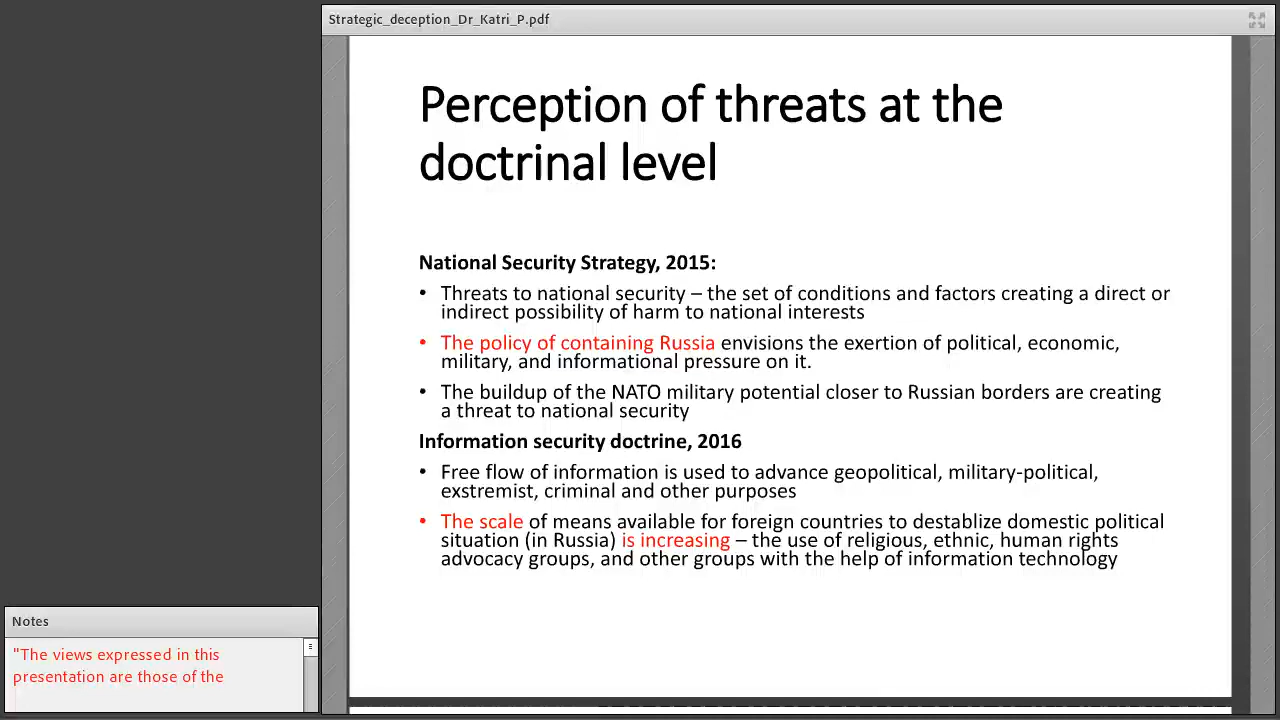 Strategic_deception_Dr_Katri_P.pdf
Perception of threats at the
doctrinal level
National Security Strategy, 2015:
• Threats to national security – the set of conditions and factors creating a direct or
indirect possibility of harm to national interests
• The policy of containing Russia envisions the exertion of political, economic,
military, and informational pressure on it.
• The buildup of the NATO military potential closer to Russian borders are creating
a threat to national security
Information security doctrine, 2016
• Free flow of information is used to advance geopolitical, military-political,
exstremist, criminal and other purposes
• The scale of means available for foreign countries to destablize domestic political
situation (in Russia) is increasing – the use of religious, ethnic, human rights
advocacy groups, and other groups with the help of information technology
Notes
"The views expressed in this
presentation are those of the